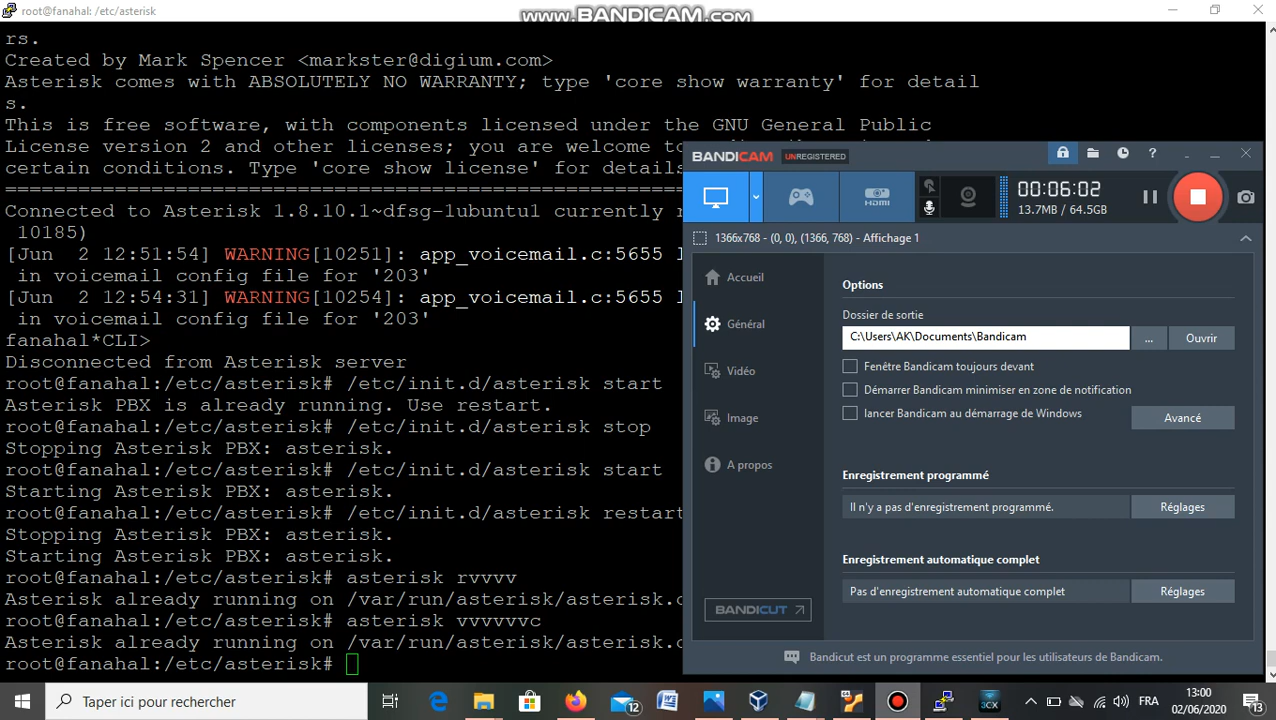 root@fanahal: /etc/asterisk
www.BANDICAM.com
rs.
Created by Mark Spencer <markster@digium.com>
Asterisk comes with ABSOLUTELY NO WARRANTY; type 'core show warranty' for detail
s.
This is free software, with components licensed under the GNU General Public
License version 2 and other licenses; you are welcome to
certain conditions. Type 'core show license' for details
================================================================
Connected to Asterisk 1.8.10.1~dfsg-1ubuntu1 currently r
10185)
[Jun  2 12:51:54] WARNING[10251]: app_voicemail.c:5655
in voicemail config file for '203'
[Jun  2 12:54:31] WARNING[10254]: app_voicemail.c:5655
in voicemail config file for '203'
fanahal*CLI>
Disconnected from Asterisk server
root@fanahal:/etc/asterisk# /etc/init.d/asterisk start
Asterisk PBX is already running. Use restart.
root@fanahal:/etc/asterisk# /etc/init.d/asterisk stop
Stopping Asterisk PBX: asterisk.
root@fanahal:/etc/asterisk# /etc/init.d/asterisk start
Starting Asterisk PBX: asterisk.
root@fanahal:/etc/asterisk# /etc/init.d/asterisk restart
Stopping Asterisk PBX: asterisk.
Starting Asterisk PBX: asterisk.
root@fanahal:/etc/asterisk# asterisk rvvvv
Asterisk already running on /var/run/asterisk/asterisk.c
root@fanahal:/etc/asterisk# asterisk vvvvvvc
Asterisk already running on /var/run/asterisk/asterisk.c
root@fanahal:/etc/asterisk#
BANDICAM UNREGISTERED
HDMI
00:06:02
13.7MB / 64.5GB
1366x768 - (0, 0), (1366, 768) - Affichage 1
Accueil
Général
Vidéo
Image
A propos
BANDICUT
Options
Dossier de sortie
C:\Users\AK\Documents\Bandicam ... Ouvrir
Fenêtre Bandicam toujours devant
Démarrer Bandicam minimiser en zone de notification
lancer Bandicam au démarrage de Windows
Avancé
Enregistrement programmé
Il n'y a pas d'enregistrement programmé. Réglages
Enregistrement automatique complet
Pas d'enregistrement automatique complet Réglages
Bandicut est un programme essentiel pour les utilisateurs de Bandicam.
Taper ici pour rechercher
12
3CX
FRA
13:00
02/06/2020
13